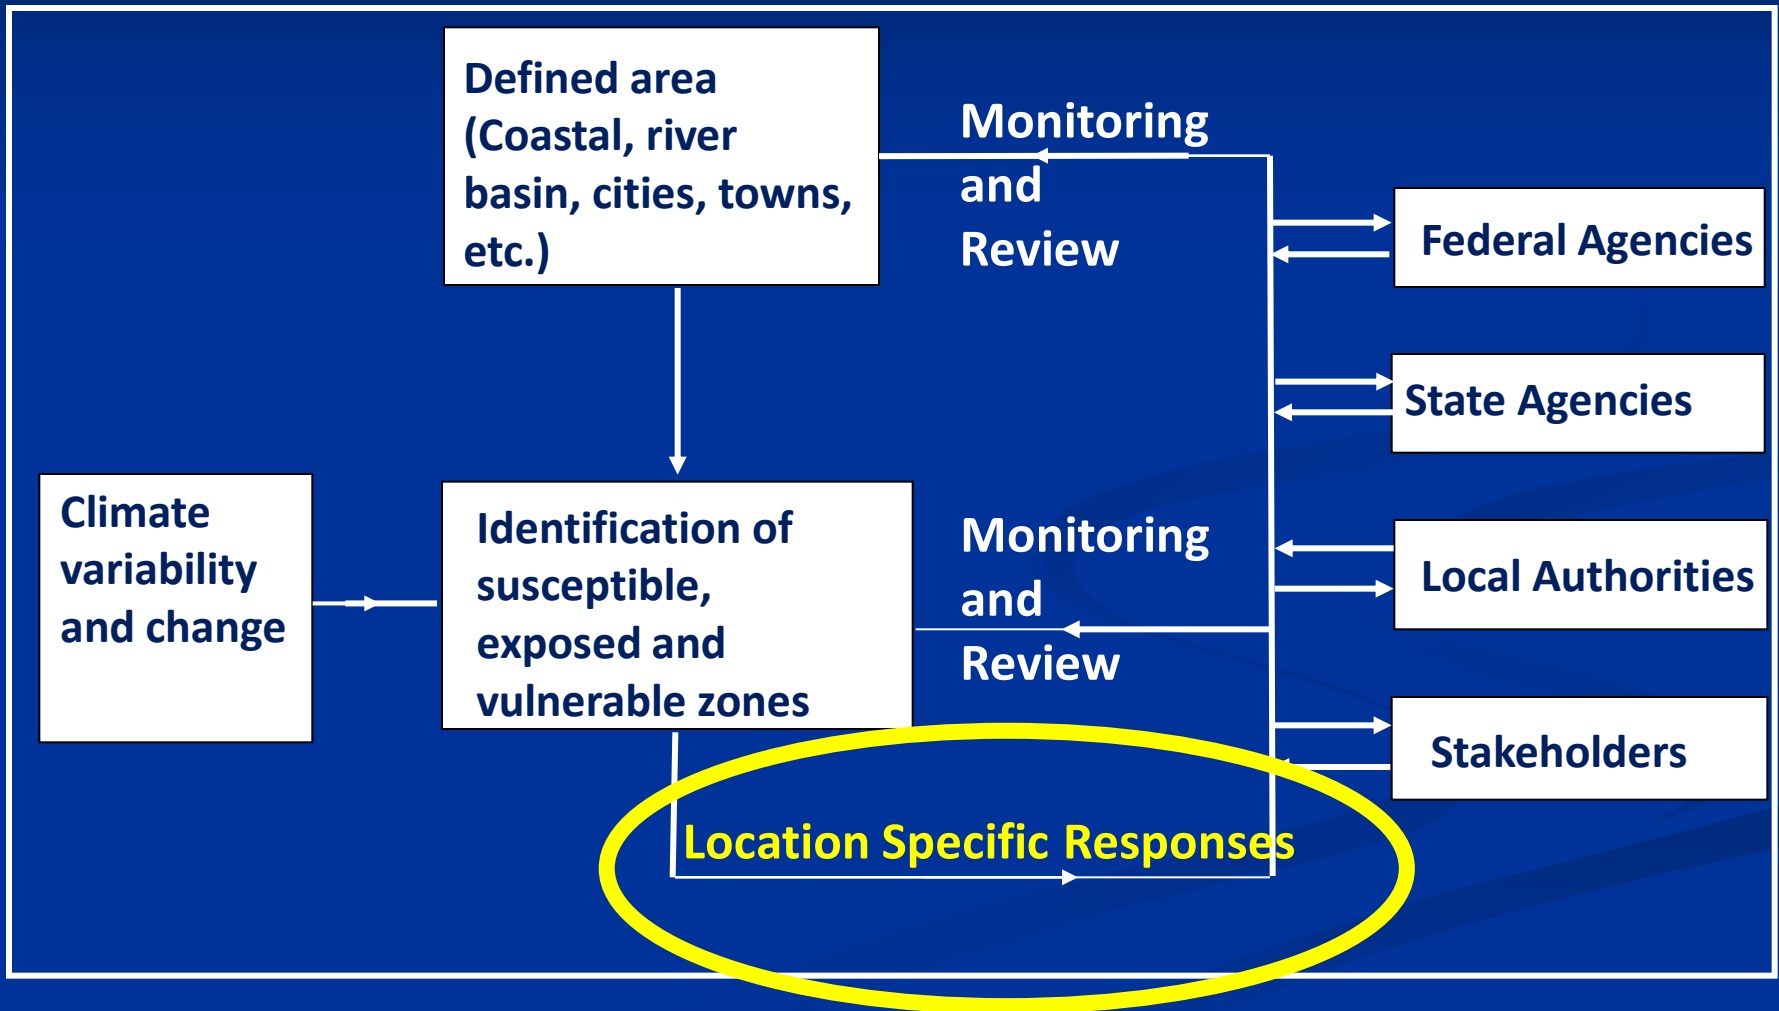 Defined area
(Coastal, river
basin, cities, towns,
etc.)
Monitoring
and
Review
Federal Agencies
State Agencies
Climate
variability
and change
Identification of
susceptible,
exposed and
vulnerable zones
Monitoring
and
Review
Local Authorities
Stakeholders
Location Specific Responses